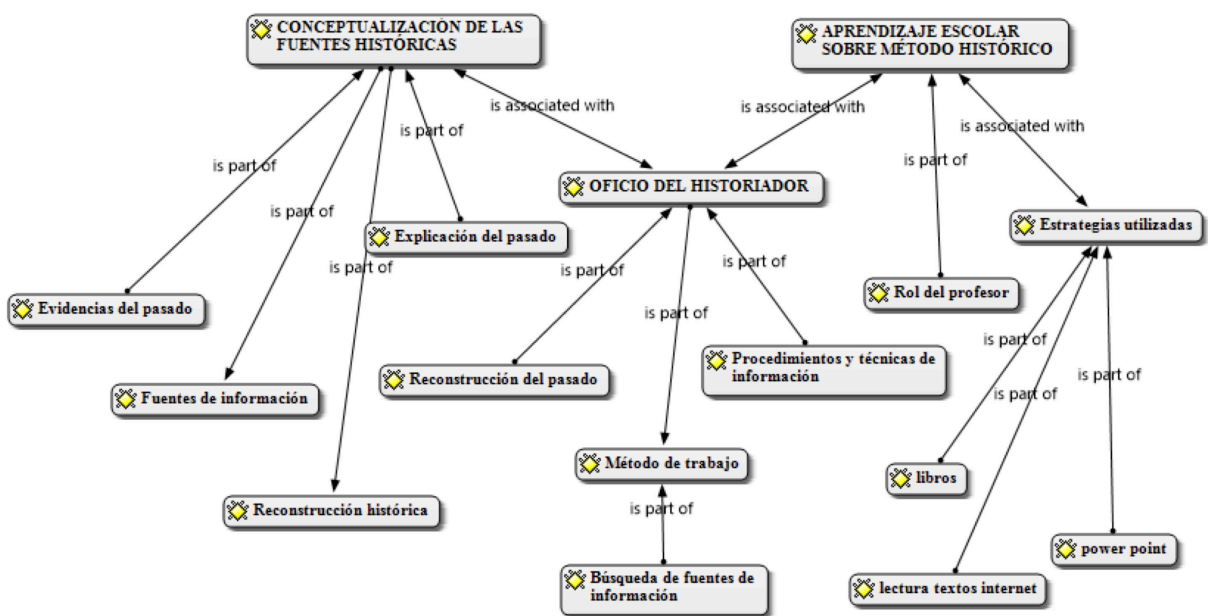 CONCEPTUALIZACIÓN DE LAS
FUENTES HISTÓRICAS
APRENDIZAJE ESCOLAR
SOBRE MÉTODO HISTÓRICO
is associated with
is associated with
is associated with
is part of
is part of
is part of
is part of
OFICIO DEL HISTORIADOR
Estrategias utilizadas
Explicación del pasado
is part of
is part of
is part of
Rol del profesor
Evidencias del pasado
is part of
is part of
Reconstrucción del pasado
Procedimientos y técnicas de
información
is part of
is part of
Fuentes de información
Método de trabajo
libros
Reconstrucción histórica
is part of
power point
Búsqueda de fuentes de
información
lectura textos internet